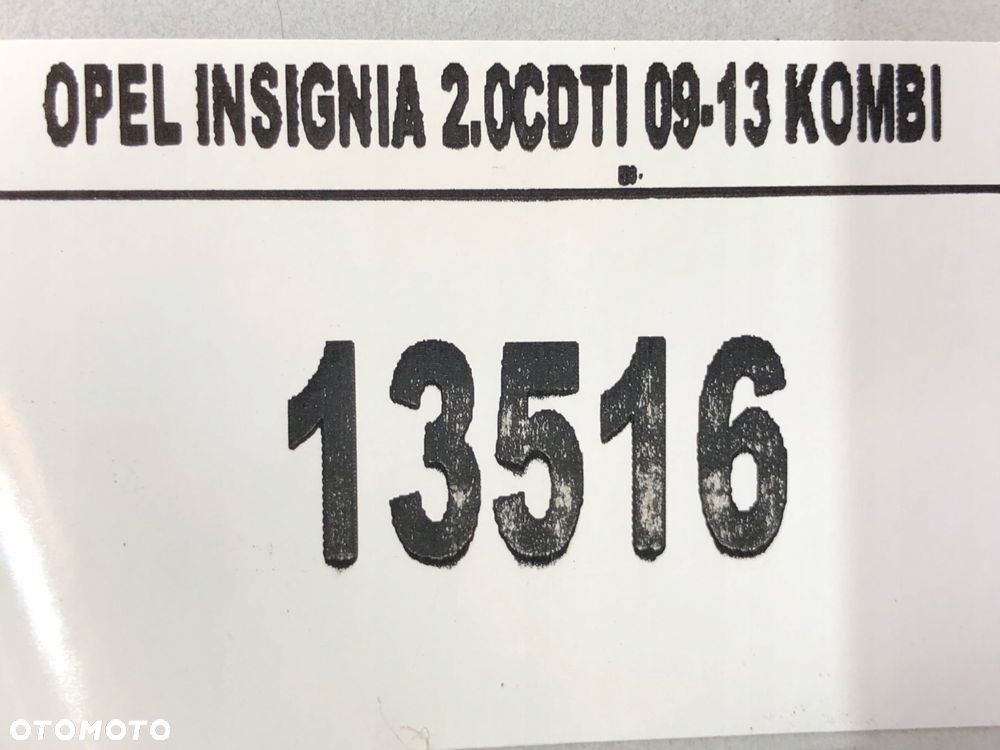 OPEL INSIGNIA 2.0CDTI 09-13 KOMBI
13516
OTOMOTO